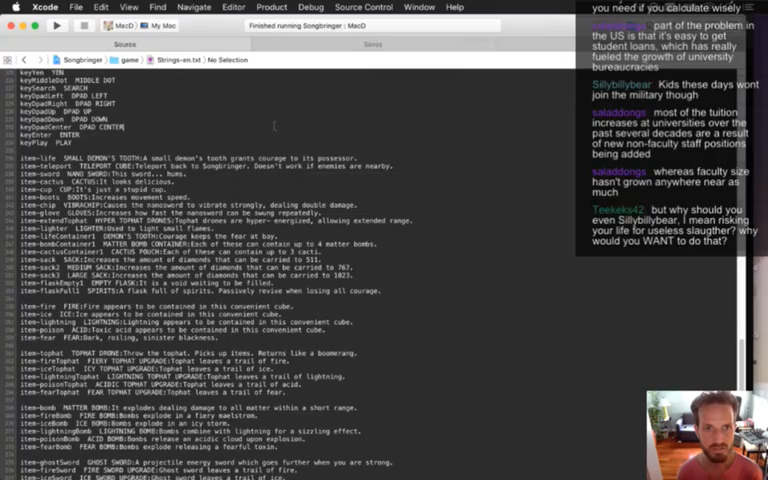 Xcode File Edit View Find Navigate Editor Product Debug Source Control Window Help
MacD My Mac
Finished running Songbringer : MacD
Source
Saved
Songbringer game Strings-en.txt No Selection
keyYen YEN
keyMiddleDot MIDDLE DOT
keySearch SEARCH
keyDpadLeft DPAD LEFT
keyDpadRight DPAD RIGHT
keyDpadUp DPAD UP
keyDpadDown DPAD DOWN
keyDpadCenter DPAD CENTER
keyEnter ENTER
keyPlay PLAY
item-life SMALL DEMON'S TOOTH:A small demon's tooth grants courage to its possessor.
item-teleport TELEPORT CUBE:Teleport back to Songbringer. Doesn't work if enemies are nearby.
item-sword NANO SWORD:This sword... hums.
item-cactus CACTUS:It looks delicious.
item-cup CUP:It's just a stupid cup.
item-boots BOOTS:Increases movement speed.
item-chip VIBRACHIP:Causes the nanosword to vibrate strongly, dealing double damage.
item-glove GLOVES:Increases how fast the nanosword can be swung repeatedly.
item-extendTophat HYPER TOPHAT DRONES:Tophat drones are hyper- energized, allowing extended range.
item-lighter LIGHTER:Used to light small flames.
item-lifeContainer1 DEMON'S TOOTH:Courage keeps the fear at bay.
item-bombContainer1 MATTER BOMB CONTAINER:Each of these can contain up to 4 matter bombs.
item-cactusContainer1 CACTUS POUCH:Each of these can contain up to 3 cacti.
item-sack SACK:Increases the amount of diamonds that can be carried to 511.
item-sack2 MEDIUM SACK:Increases the amount of diamonds that can be carried to 767.
item-sack3 LARGE SACK:Increases the amount of diamonds that can be carried to 1023.
item-flaskEmpty1 EMPTY FLASK:It is a void waiting to be filled.
item-flaskFull1 SPIRITS:A flask full of spirits. Passively revive when losing all courage.
item-fire FIRE:Fire appears to be contained in this convenient cube.
item-ice ICE:Ice appears to be contained in this convenient cube.
item-lightning LIGHTNING:Lightning appears to be contained in this convenient cube.
item-poison ACID:Toxic acid appears to be contained in this convenient cube.
item-fear FEAR:Dark, roiling, sinister blackness.
item-tophat TOPHAT DRONE:Throw the tophat. Picks up items. Returns like a boomerang.
item-fireTophat FIERY TOPHAT UPGRADE:Tophat leaves a trail of fire.
item-iceTophat ICY TOPHAT UPGRADE:Tophat leaves a trail of ice.
item-lightningTophat LIGHTNING TOPHAT UPGRADE:Tophat leaves a trail of lightning.
item-poisonTophat ACIDIC TOPHAT UPGRADE:Tophat leaves a trail of acid.
item-fearTophat FEAR TOPHAT UPGRADE:Tophat leaves a trail of fear.
item-bomb MATTER BOMB:It explodes dealing damage to all matter within a short range.
item-fireBomb FIRE BOMB:Bombs explode in a fiery maelstrom.
item-iceBomb ICE BOMB:Bombs explode in an icy storm.
item-lightningBomb LIGHTNING BOMB:Bombs combine with lightning for a sizzling effect.
item-poisonBomb ACID BOMB:Bombs release an acidic cloud upon explosion.
item-fearBomb FEAR BOMB:Bombs explode releasing a fearful toxin.
item-ghostSword GHOST SWORD:A projectile energy sword which goes further when you are strong.
item-fireSword FIRE SWORD UPGRADE:Ghost sword leaves a trail of fire.
item-iceSword ICE SWORD UPGRADE:Ghost sword leaves a trail of ice.
you need if you calculate wisely
part of the problem in
the US is that it's easy to get
student loans, which has really
fueled the growth of university
bureaucracies
Sillybillybear Kids these days wont
join the military though
saladdongs most of the tuition
increases at universities over the
past several decades are a result
of new non-faculty staff positions
being added
saladdongs whereas faculty size
hasn't grown anywhere near as
much
Teekeks42 but why should you
even Sillybillybear, I mean risking
your life for useless slaugther? why
would you WANT to do that?